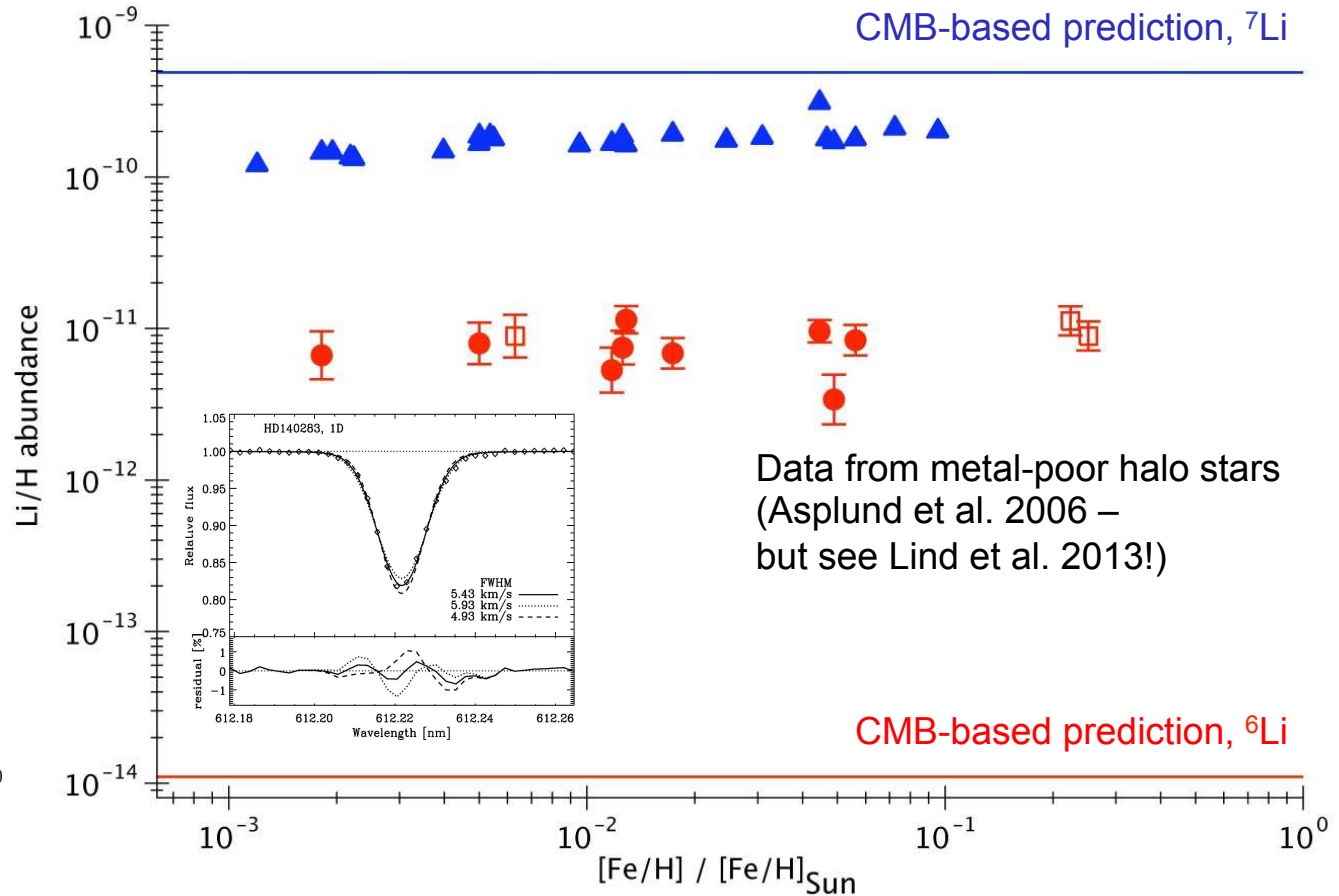 CMB-based prediction, ⁷Li
10⁻⁹
10⁻¹⁰
10⁻¹¹
10⁻¹²
10⁻¹³
10⁻¹⁴
Li/H abundance
HD140283, 1D
1.05
1.00
0.95
0.90
0.85
0.80
0.75
Relative flux
FWHM
5.43 km/s
5.93 km/s
4.93 km/s
residual [%]
1
0
-1
612.18 612.20 612.22 612.24 612.26
Wavelength [nm]
Data from metal-poor halo stars
(Asplund et al. 2006 –
but see Lind et al. 2013!)
CMB-based prediction, ⁶Li
0
10⁻³ 10⁻² 10⁻¹ 10⁰
[Fe/H] / [Fe/H]Sun